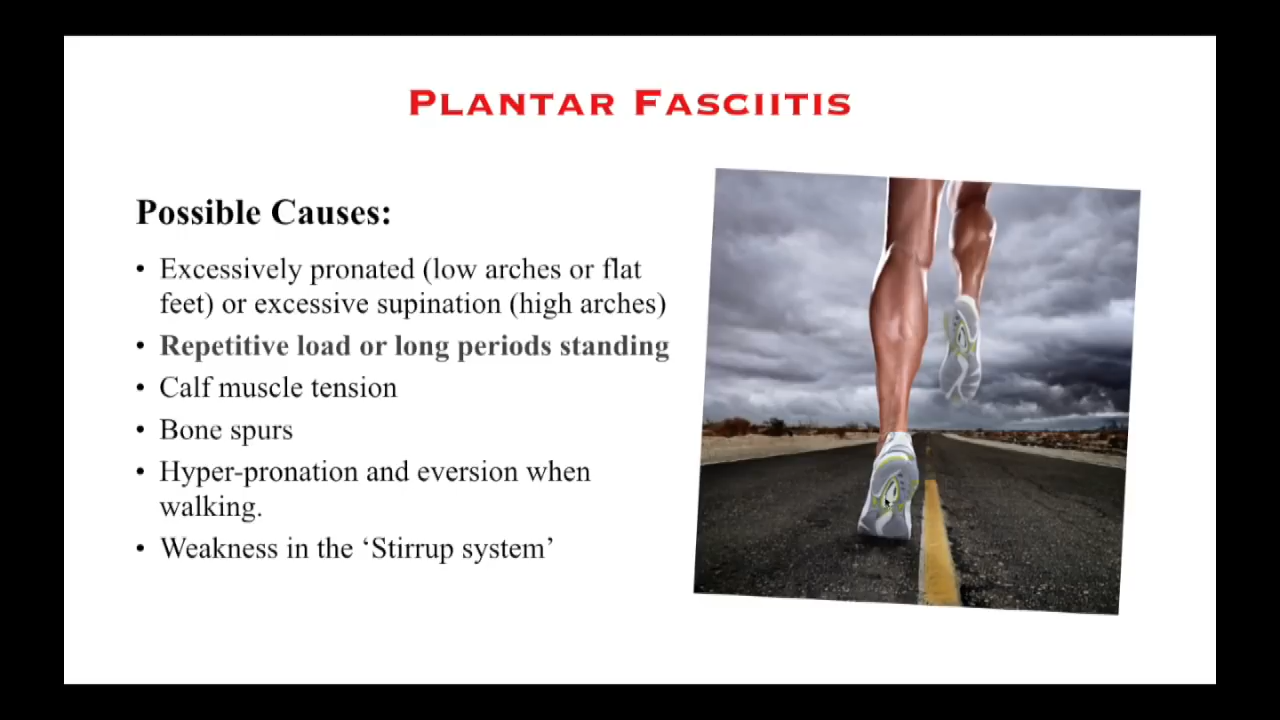 PLANTAR FASCIITIS
Possible Causes:
• Excessively pronated (low arches or flat
feet) or excessive supination (high arches)
• Repetitive load or long periods standing
• Calf muscle tension
• Bone spurs
• Hyper-pronation and eversion when
walking.
• Weakness in the ‘Stirrup system’